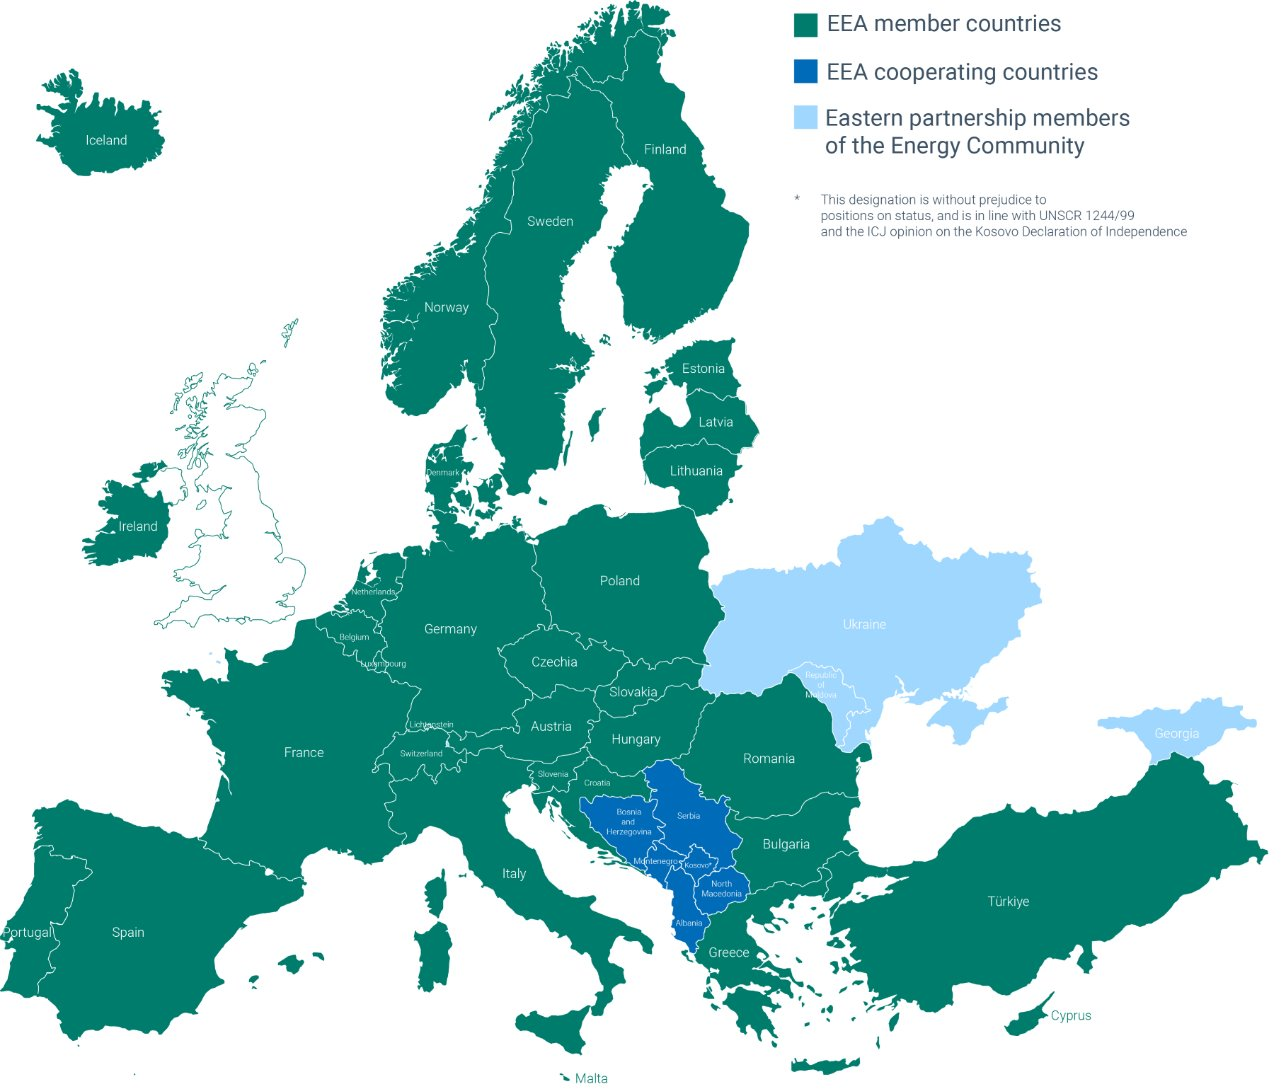 EEA member countries
EEA cooperating countries
Eastern partnership members
of the Energy Community
* This designation is without prejudice to
positions on status, and is in line with UNSCR 1244/99
and the ICJ opinion on the Kosovo Declaration of Independence
Iceland
Finland
Sweden
Norway
Estonia
Latvia
Lithuania
Denmark
Ireland
Poland
Netherlands
Germany
Belgium
Ukraine
Luxembourg
Czechia
Slovakia
Republic
of
Moldova
Lichtenstein
Austria
Hungary
Georgia
France
Switzerland
Romania
Slovenia
Croatia
Bosnia
and
Herzegovina
Serbia
Bulgaria
Montenegro
Kosovo*
Italy
North
Macedonia
Türkiye
Portugal
Spain
Albania
Greece
Cyprus
Malta